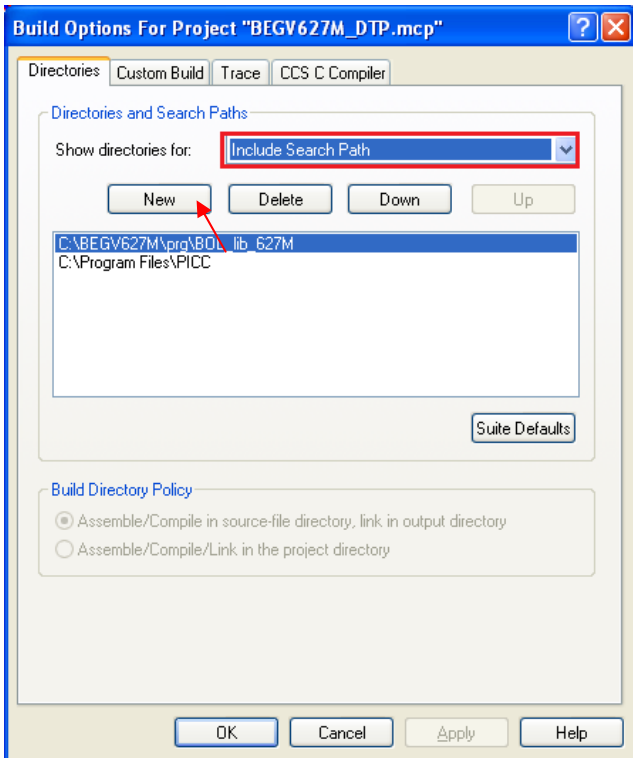 Build Options For Project "BEGV627M_DTP.mcp"
Directories Custom Build Trace CCS C Compiler
Directories and Search Paths
Show directories for: Include Search Path
New Delete Down Up
C:\BEGV627M\prg\BOL_lib_627M
C:\Program Files\PICC
Suite Defaults
Build Directory Policy
Assemble/Compile in source-file directory, link in output directory
Assemble/Compile/Link in the project directory
OK Cancel Apply Help